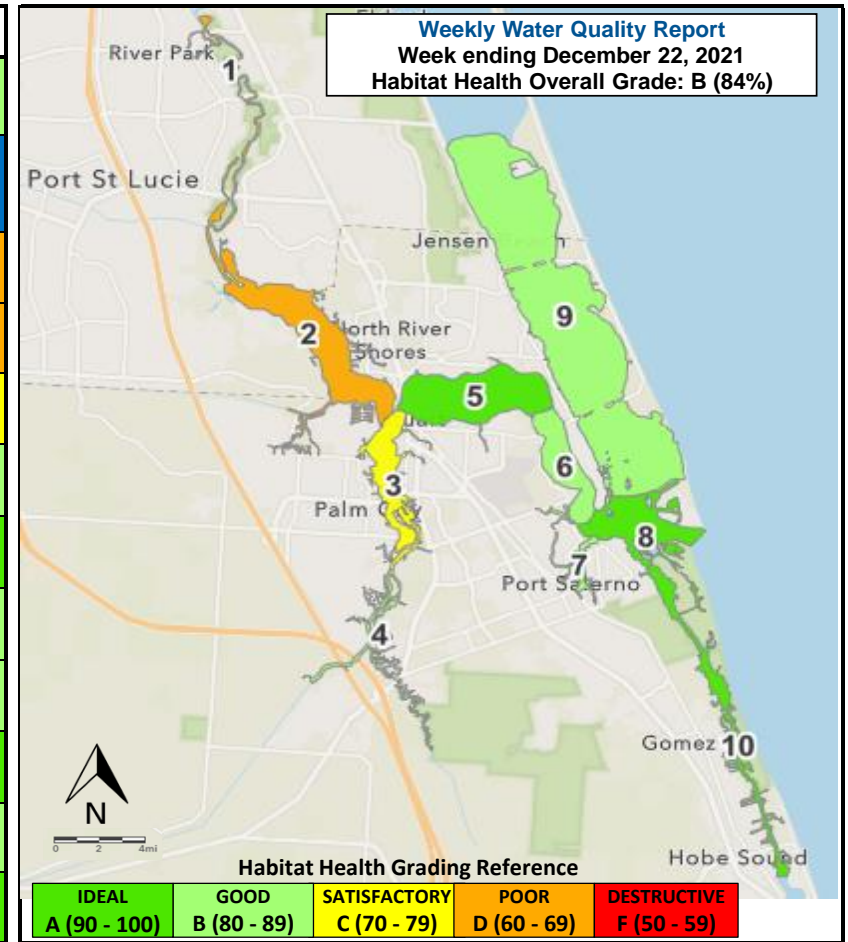 Weekly Water Quality Report
Week ending December 22, 2021
Habitat Health Overall Grade: B (84%)
River Park
1
Port St Lucie
Jensen
2
North River
Shores
9
5
3
6
Palm City
8
7
Port Salerno
4
Gomez
10
N
0 2 4mi
Hobe Sound
Habitat Health Grading Reference
IDEAL
A (90 - 100)
GOOD
B (80 - 89)
SATISFACTORY
C (70 - 79)
POOR
D (60 - 69)
DESTRUCTIVE
F (50 - 59)